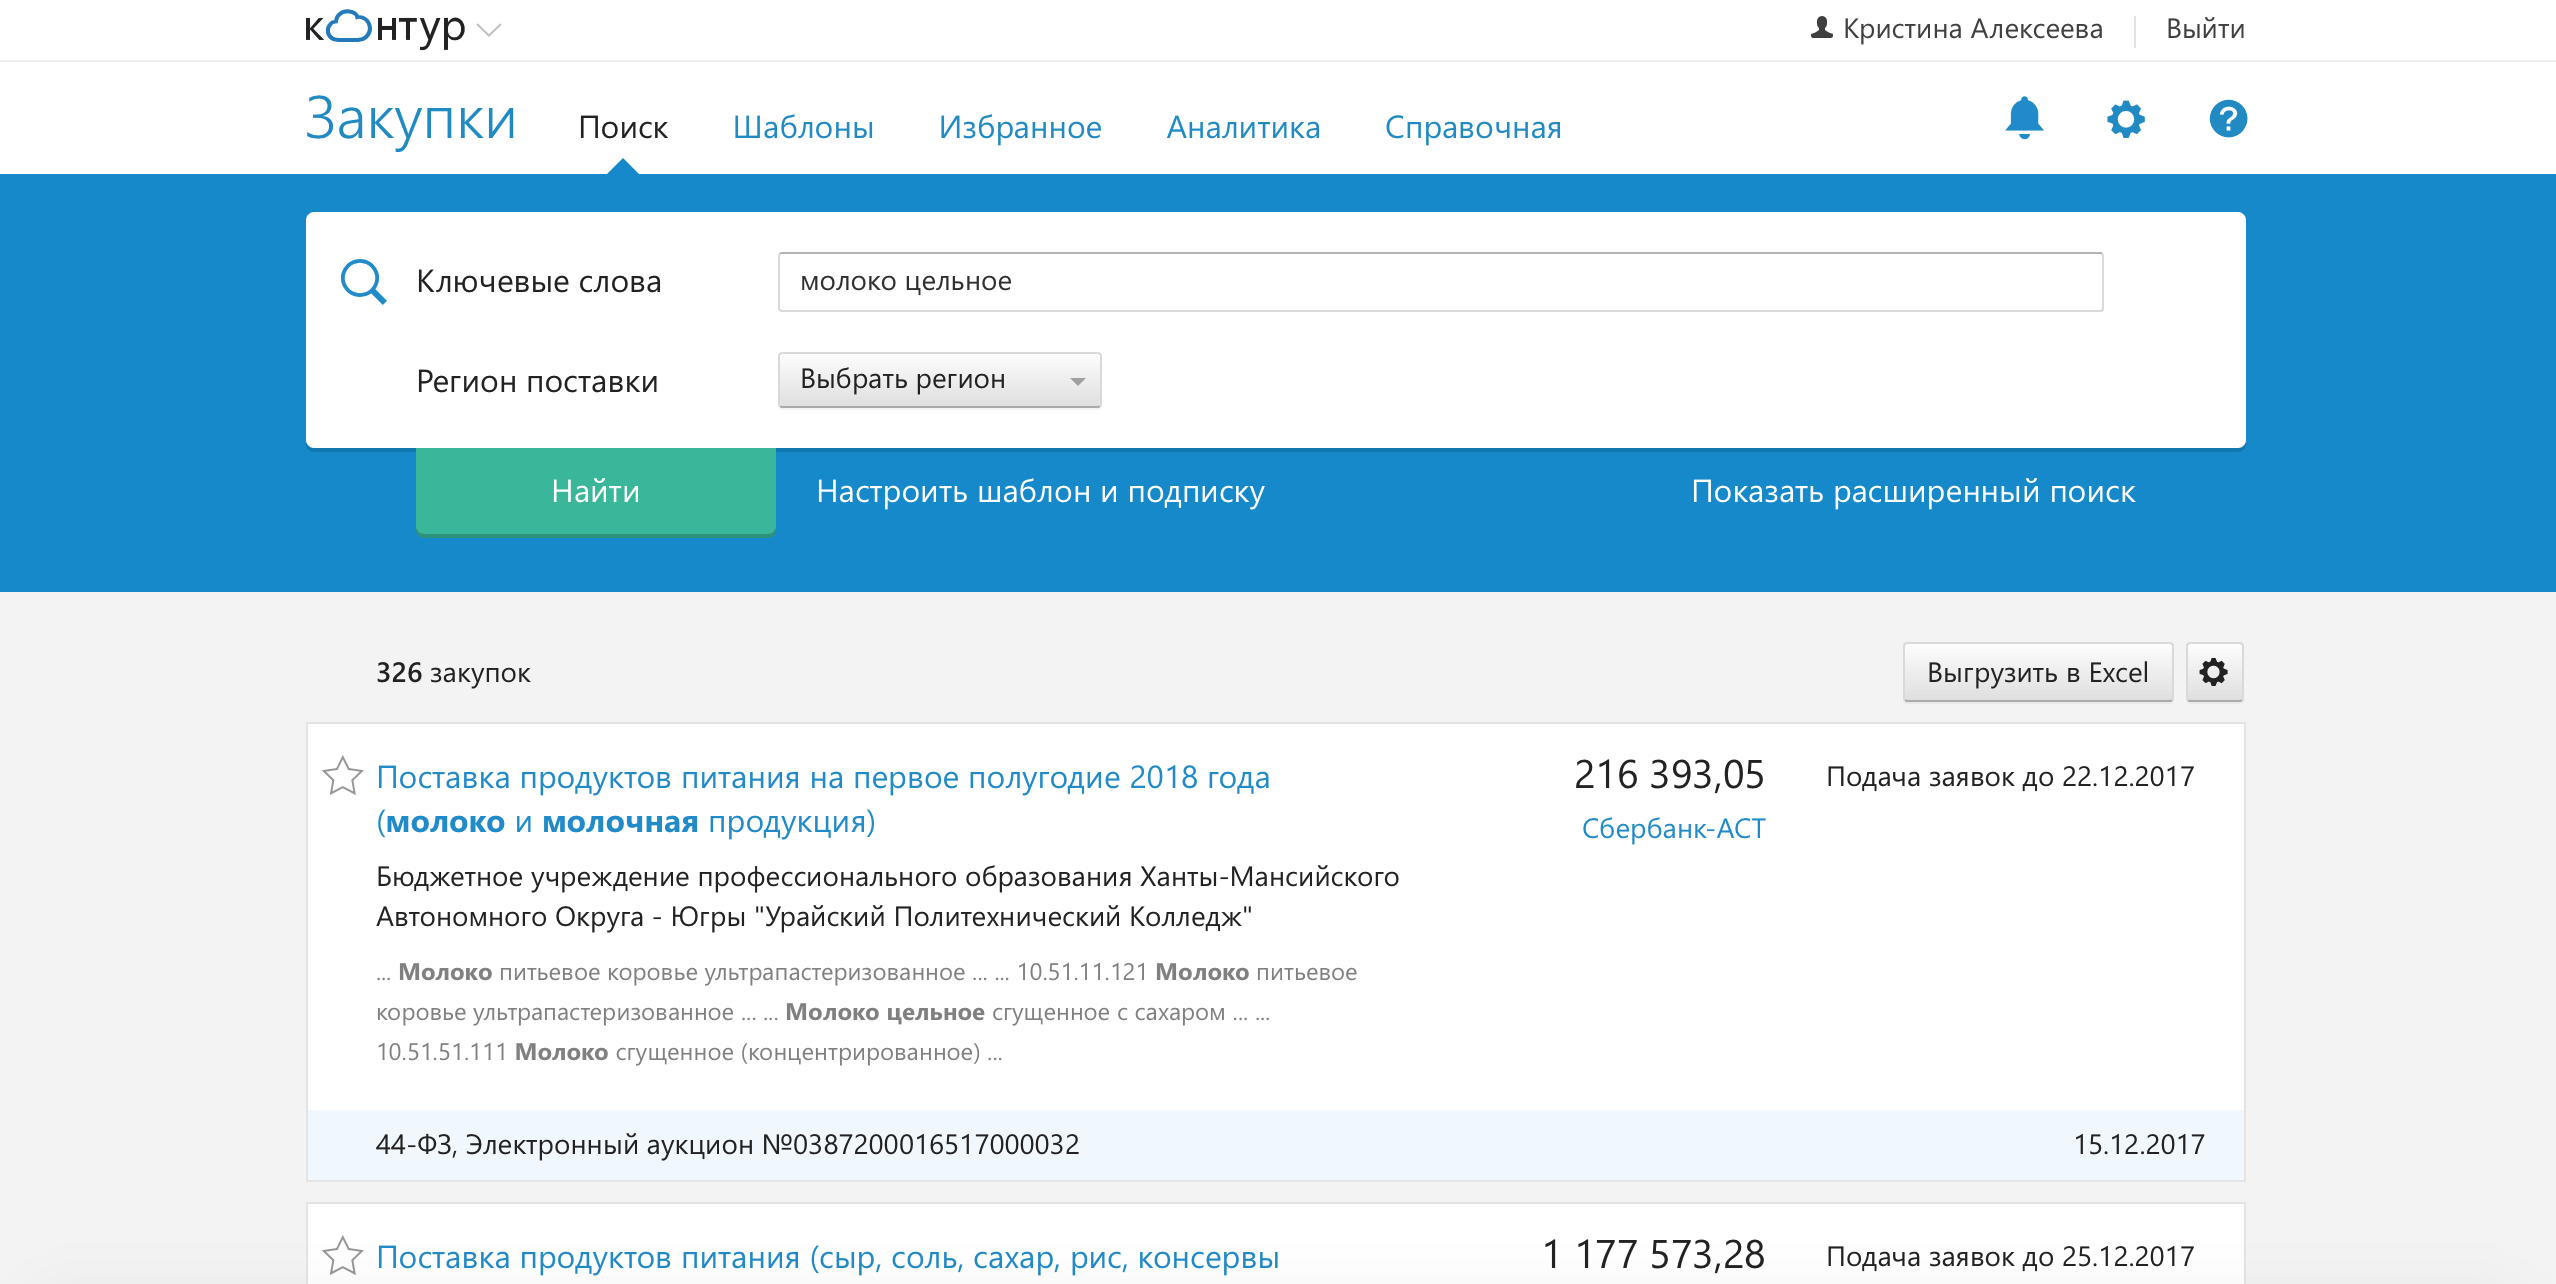 контур
Кристина Алексеева
Выйти
Закупки
Поиск
Шаблоны
Избранное
Аналитика
Справочная
?
Ключевые слова
молоко цельное
Регион поставки
Выбрать регион
Найти
Настроить шаблон и подписку
Показать расширенный поиск
326 закупок
Выгрузить в Excel
Поставка продуктов питания на первое полугодие 2018 года
(молоко и молочная продукция)
216 393,05
Сбербанк-АСТ
Подача заявок до 22.12.2017
Бюджетное учреждение профессионального образования Ханты-Мансийского
Автономного Округа - Югры "Урайский Политехнический Колледж"
... Молоко питьевое коровье ультрапастеризованное ... ... 10.51.11.121 Молоко питьевое
коровье ультрапастеризованное ... ... Молоко цельное сгущенное с сахаром ... ...
10.51.51.111 Молоко сгущенное (концентрированное) ...
44-ФЗ, Электронный аукцион №0387200016517000032
15.12.2017
Поставка продуктов питания (сыр, соль, сахар, рис, консервы
1 177 573,28
Подача заявок до 25.12.2017